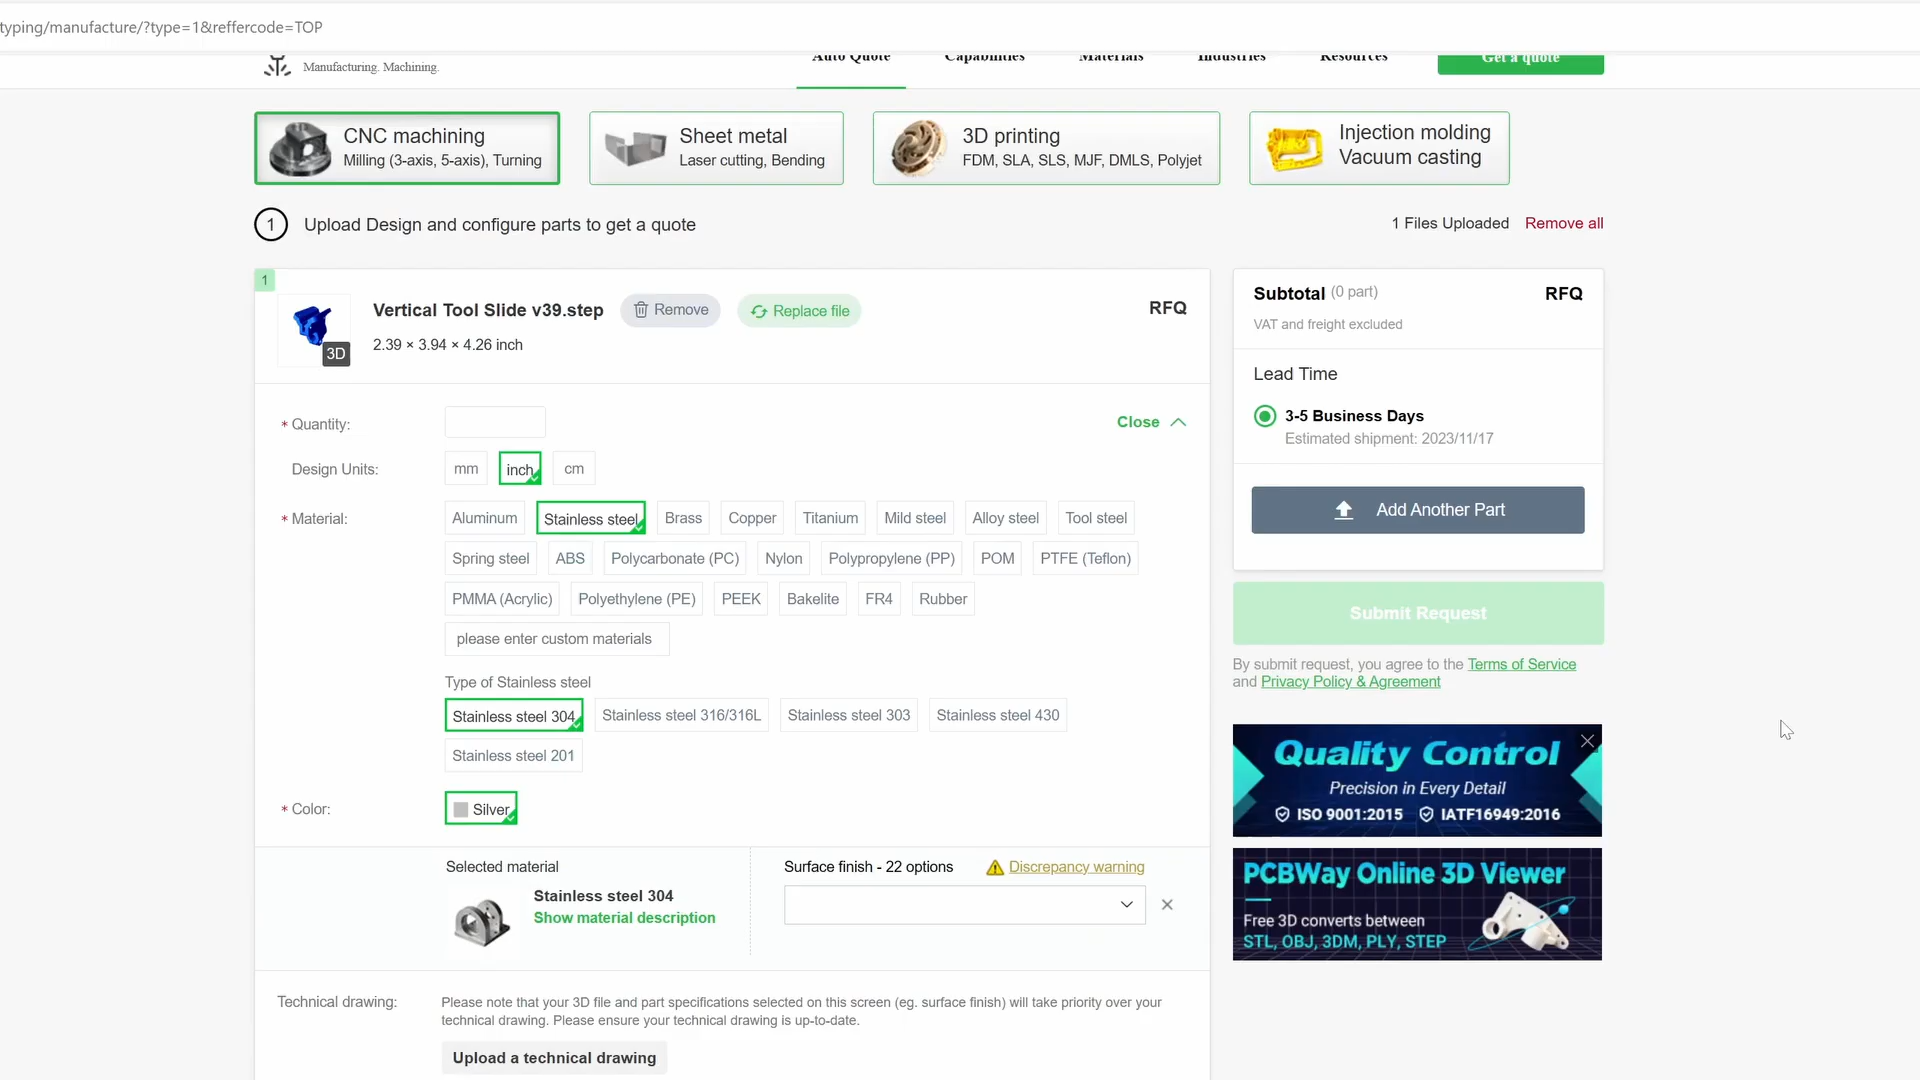 typing/manufacture/?type=1&reffercode=TOP
Manufacturing. Machining.
Auto Quote
Capabilities
Materials
Industries
Resources
Get a quote
CNC machining
Milling (3-axis, 5-axis), Turning
Sheet metal
Laser cutting, Bending
3D printing
FDM, SLA, SLS, MJF, DMLS, Polyjet
Injection molding
Vacuum casting
1 Upload Design and configure parts to get a quote
1 Files Uploaded Remove all
1
Vertical Tool Slide v39.step
Remove
Replace file
RFQ
3D
2.39 × 3.94 × 4.26 inch
* Quantity:
Close
Design Units:
mm inch cm
* Material:
Aluminum Stainless steel Brass Copper Titanium Mild steel Alloy steel Tool steel
Spring steel ABS Polycarbonate (PC) Nylon Polypropylene (PP) POM PTFE (Teflon)
PMMA (Acrylic) Polyethylene (PE) PEEK Bakelite FR4 Rubber
please enter custom materials
Type of Stainless steel
Stainless steel 304 Stainless steel 316/316L Stainless steel 303 Stainless steel 430
Stainless steel 201
* Color:
Silver
Selected material
Stainless steel 304
Show material description
Surface finish - 22 options
Discrepancy warning
Technical drawing:
Please note that your 3D file and part specifications selected on this screen (eg. surface finish) will take priority over your
technical drawing. Please ensure your technical drawing is up-to-date.
Upload a technical drawing
Subtotal (0 part) RFQ
VAT and freight excluded
Lead Time
3-5 Business Days
Estimated shipment: 2023/11/17
Add Another Part
Submit Request
By submit request, you agree to the Terms of Service
and Privacy Policy & Agreement
Quality Control
Precision in Every Detail
ISO 9001:2015 IATF16949:2016
PCBWay Online 3D Viewer
Free 3D converts between
STL, OBJ, 3DM, PLY, STEP